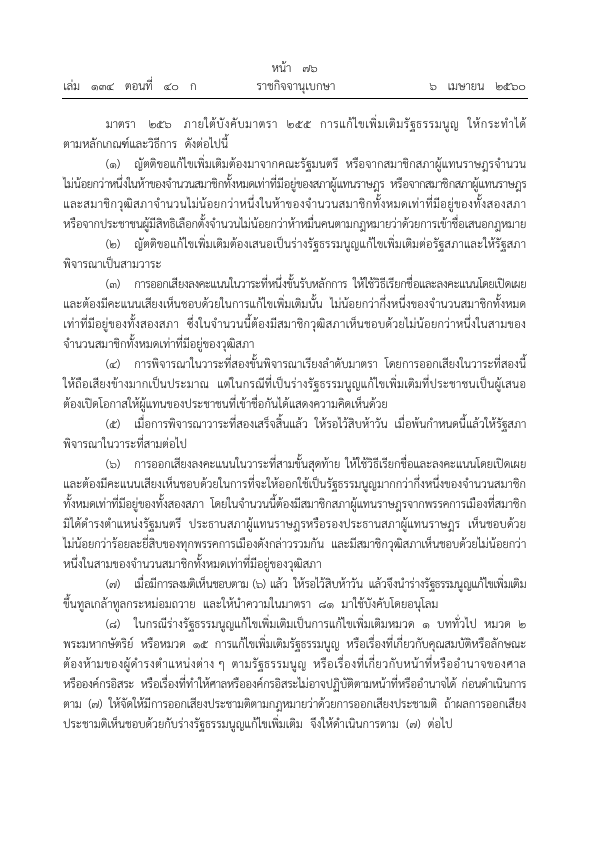 หน้า ๗๖
เล่ม ๑๓๔ ตอนที่ ๔๐ ก ราชกิจจานุเบกษา ๖ เมษายน ๒๕๖๐
มาตรา ๒๕๖ ภายใต้บังคับมาตรา ๒๕๕ การแก้ไขเพิ่มเติมรัฐธรรมนูญ ให้กระทำได้
ตามหลักเกณฑ์และวิธีการ ดังต่อไปนี้
(๑) ญัตติขอแก้ไขเพิ่มเติมต้องมาจากคณะรัฐมนตรี หรือจากสมาชิกสภาผู้แทนราษฎรจำนวน
ไม่น้อยกว่าหนึ่งในห้าของจำนวนสมาชิกทั้งหมดเท่าที่มีอยู่ของสภาผู้แทนราษฎร หรือจากสมาชิกสภาผู้แทนราษฎร
และสมาชิกวุฒิสภาจำนวนไม่น้อยกว่าหนึ่งในห้าของจำนวนสมาชิกทั้งหมดเท่าที่มีอยู่ของทั้งสองสภา
หรือจากประชาชนผู้มีสิทธิเลือกตั้งจำนวนไม่น้อยกว่าห้าหมื่นคนตามกฎหมายว่าด้วยการเข้าชื่อเสนอกฎหมาย
(๒) ญัตติขอแก้ไขเพิ่มเติมต้องเสนอเป็นร่างรัฐธรรมนูญแก้ไขเพิ่มเติมต่อรัฐสภาและให้รัฐสภา
พิจารณาเป็นสามวาระ
(๓) การออกเสียงลงคะแนนในวาระที่หนึ่งขั้นรับหลักการ ให้ใช้วิธีเรียกชื่อและลงคะแนนโดยเปิดเผย
และต้องมีคะแนนเสียงเห็นชอบด้วยในการแก้ไขเพิ่มเติมนั้น ไม่น้อยกว่ากึ่งหนึ่งของจำนวนสมาชิกทั้งหมด
เท่าที่มีอยู่ของทั้งสองสภา ซึ่งในจำนวนนี้ต้องมีสมาชิกวุฒิสภาเห็นชอบด้วยไม่น้อยกว่าหนึ่งในสามของ
จำนวนสมาชิกทั้งหมดเท่าที่มีอยู่ของวุฒิสภา
(๔) การพิจารณาในวาระที่สองขั้นพิจารณาเรียงลำดับมาตรา โดยการออกเสียงในวาระที่สองนี้
ให้ถือเสียงข้างมากเป็นประมาณ แต่ในกรณีที่เป็นร่างรัฐธรรมนูญแก้ไขเพิ่มเติมที่ประชาชนเป็นผู้เสนอ
ต้องเปิดโอกาสให้ผู้แทนของประชาชนที่เข้าชื่อกันได้แสดงความคิดเห็นด้วย
(๕) เมื่อการพิจารณาวาระที่สองเสร็จสิ้นแล้ว ให้รอไว้สิบห้าวัน เมื่อพ้นกำหนดนี้แล้วให้รัฐสภา
พิจารณาในวาระที่สามต่อไป
(๖) การออกเสียงลงคะแนนในวาระที่สามขั้นสุดท้าย ให้ใช้วิธีเรียกชื่อและลงคะแนนโดยเปิดเผย
และต้องมีคะแนนเสียงเห็นชอบด้วยในการที่จะให้ออกใช้เป็นรัฐธรรมนูญมากกว่ากึ่งหนึ่งของจำนวนสมาชิก
ทั้งหมดเท่าที่มีอยู่ของทั้งสองสภา โดยในจำนวนนี้ต้องมีสมาชิกสภาผู้แทนราษฎรจากพรรคการเมืองที่สมาชิก
มิได้ดำรงตำแหน่งรัฐมนตรี ประธานสภาผู้แทนราษฎรหรือรองประธานสภาผู้แทนราษฎร เห็นชอบด้วย
ไม่น้อยกว่าร้อยละยี่สิบของทุกพรรคการเมืองดังกล่าวรวมกัน และมีสมาชิกวุฒิสภาเห็นชอบด้วยไม่น้อยกว่า
หนึ่งในสามของจำนวนสมาชิกทั้งหมดเท่าที่มีอยู่ของวุฒิสภา
(๗) เมื่อมีการลงมติเห็นชอบตาม (๖) แล้ว ให้รอไว้สิบห้าวัน แล้วจึงนำร่างรัฐธรรมนูญแก้ไขเพิ่มเติม
ขึ้นทูลเกล้าทูลกระหม่อมถวาย และให้นำความในมาตรา ๘๑ มาใช้บังคับโดยอนุโลม
(๘) ในกรณีร่างรัฐธรรมนูญแก้ไขเพิ่มเติมเป็นการแก้ไขเพิ่มเติมหมวด ๑ บททั่วไป หมวด ๒
พระมหากษัตริย์ หรือหมวด ๑๕ การแก้ไขเพิ่มเติมรัฐธรรมนูญ หรือเรื่องที่เกี่ยวกับคุณสมบัติหรือลักษณะ
ต้องห้ามของผู้ดำรงตำแหน่งต่าง ๆ ตามรัฐธรรมนูญ หรือเรื่องที่เกี่ยวกับหน้าที่หรืออำนาจของศาล
หรือองค์กรอิสระ หรือเรื่องที่ทำให้ศาลหรือองค์กรอิสระไม่อาจปฏิบัติตามหน้าที่หรืออำนาจได้ ก่อนดำเนินการ
ตาม (๗) ให้จัดให้มีการออกเสียงประชามติตามกฎหมายว่าด้วยการออกเสียงประชามติ ถ้าผลการออกเสียง
ประชามติเห็นชอบด้วยกับร่างรัฐธรรมนูญแก้ไขเพิ่มเติม จึงให้ดำเนินการตาม (๗) ต่อไป